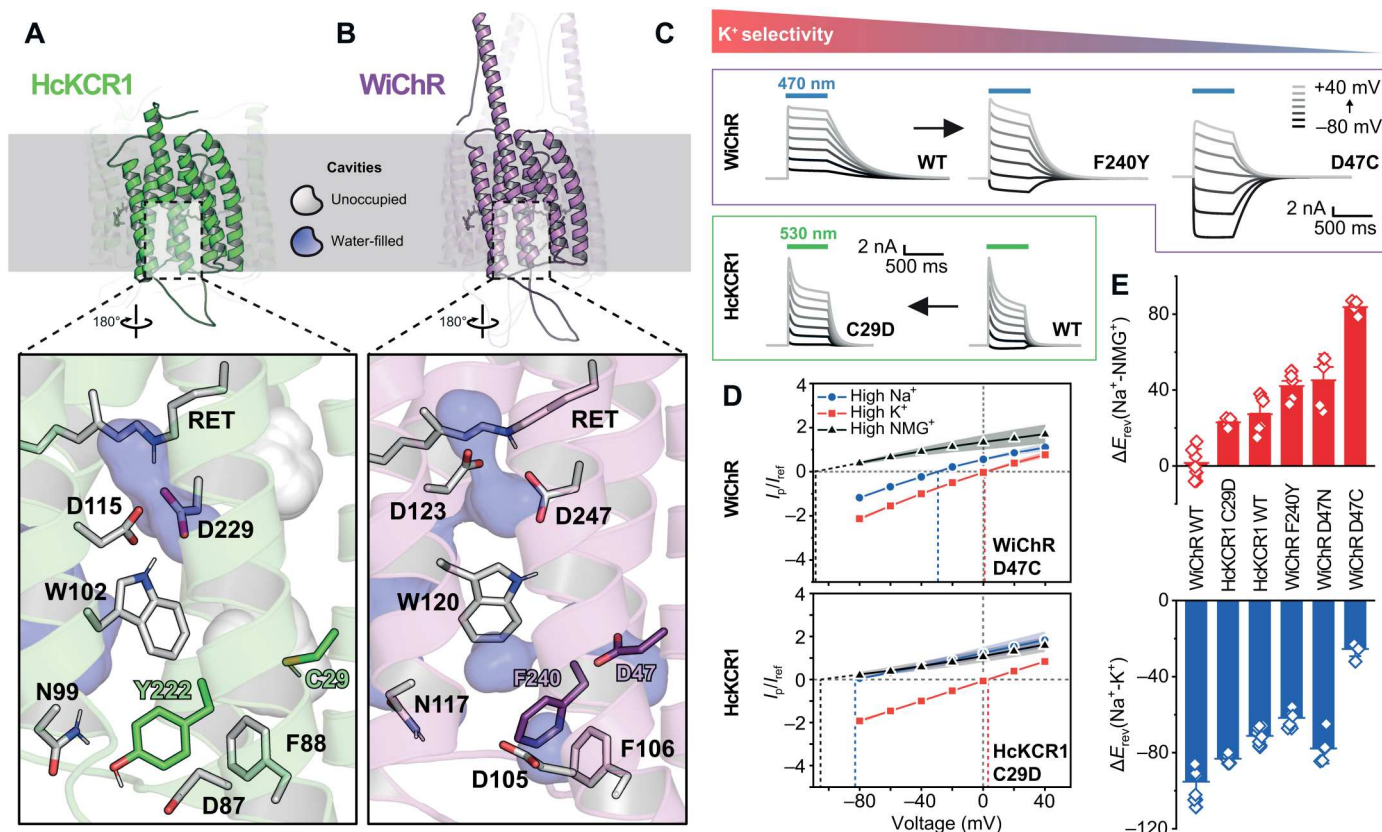 A
HcKCR1
B
WiChR
Cavities
Unoccupied
Water-filled
180°
180°
RET
D115
D229
W102
C29
Y222
N99
F88
D87
RET
D123
D247
W120
F240
D47
N117
F106
D105
C
K⁺ selectivity
WiChR
470 nm
+40 mV
–80 mV
WT
F240Y
D47C
2 nA
500 ms
HcKCR1
530 nm
2 nA
500 ms
C29D
WT
D
WiChR
Iₚ/I_ref
4
2
0
−2
−4
High Na⁺
High K⁺
High NMG⁺
WiChR
D47C
HcKCR1
Iₚ/I_ref
4
2
0
−2
−4
HcKCR1
C29D
−80 −40 0 40
Voltage (mV)
E
ΔE_rev(Na⁺-NMG⁺)
80
40
0
WiChR WT
HcKCR1 C29D
HcKCR1 WT
WiChR F240Y
WiChR D47N
WiChR D47C
ΔE_rev(Na⁺-K⁺)
0
−40
−80
−120